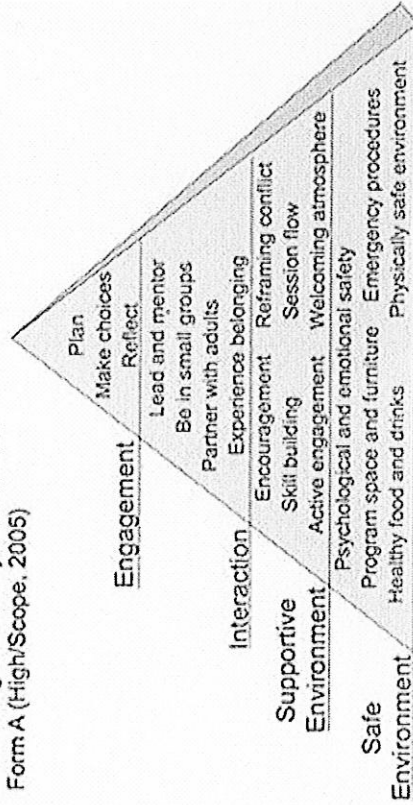 Form A (High/Scope, 2005)
Plan
Make choices
Engagement Reflect
Lead and mentor
Be in small groups
Partner with adults
Interaction Experience belonging
Encouragement Reframing conflict
Skill building Session flow
Supportive
Environment Active engagement Welcoming atmosphere
Psychological and emotional safety
Program space and furniture Emergency procedures
Safe
Environment Healthy food and drinks Physically safe environment